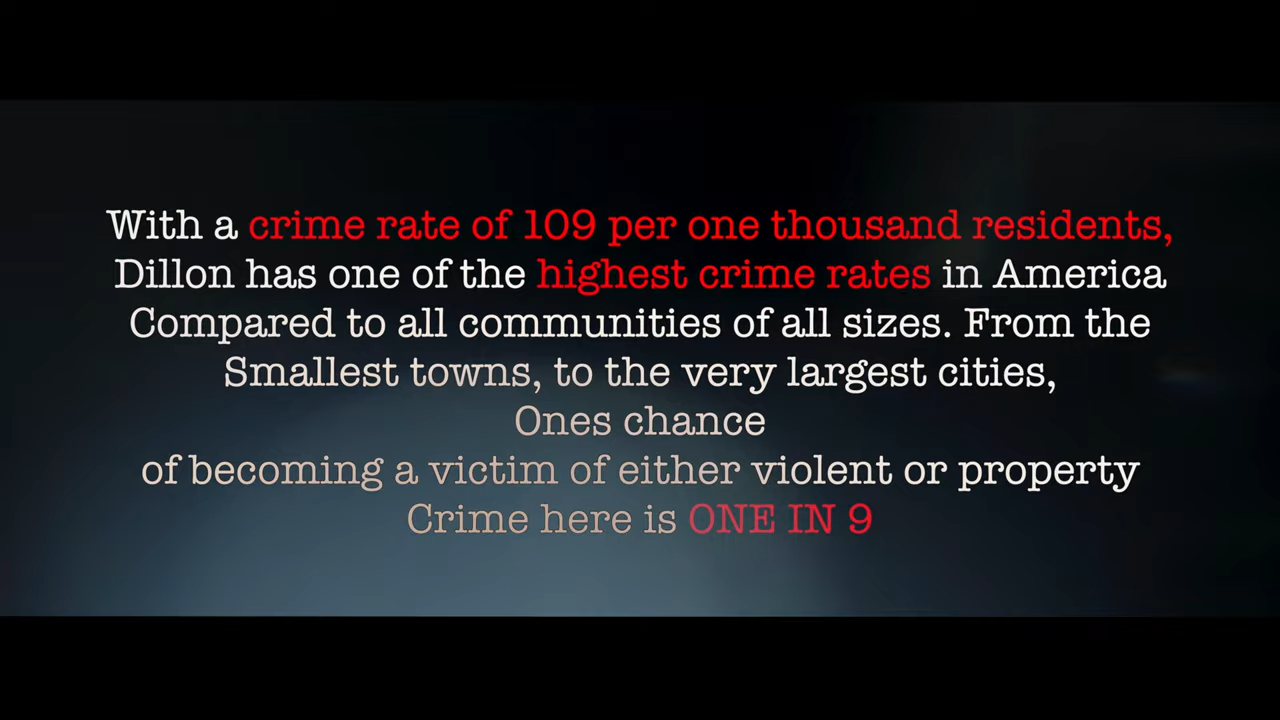 With a crime rate of 109 per one thousand residents,
Dillon has one of the highest crime rates in America
Compared to all communities of all sizes. From the
Smallest towns, to the very largest cities,
Ones chance
of becoming a victim of either violent or property
Crime here is ONE IN 9